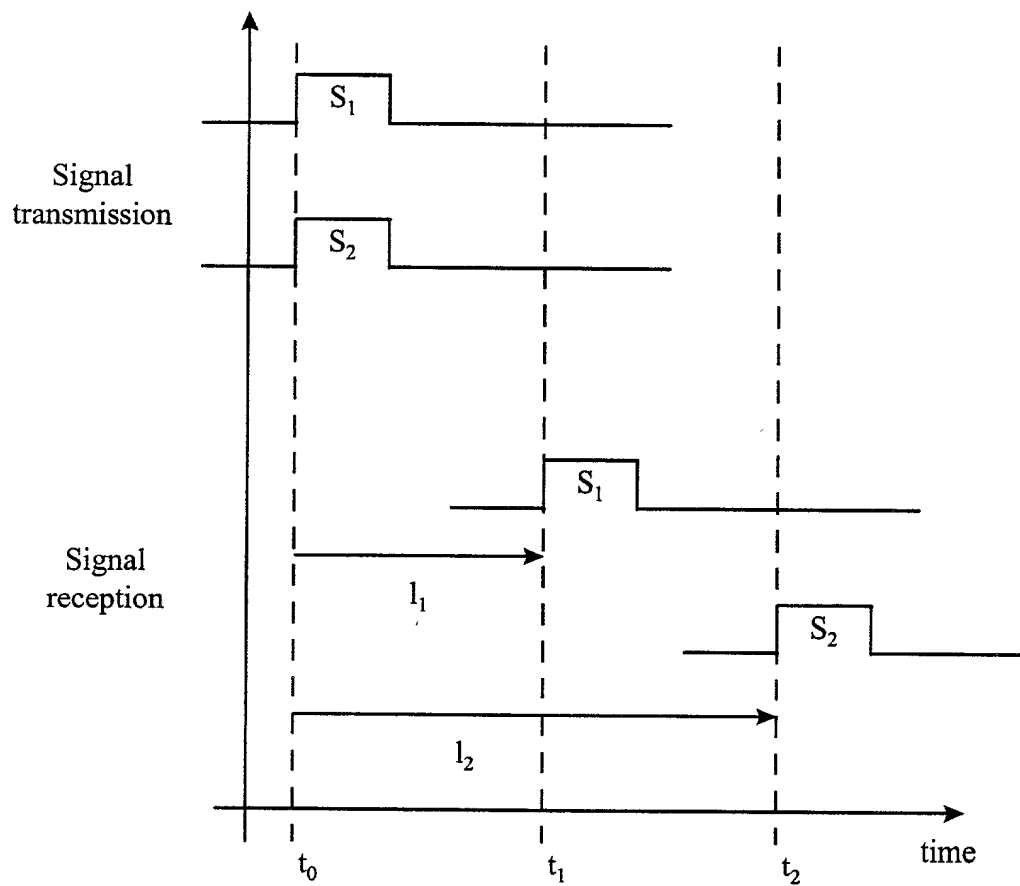 S₁
Signal
transmission
S₂
S₁
Signal
reception
l₁
S₂
l₂
time
t₀
t₁
t₂